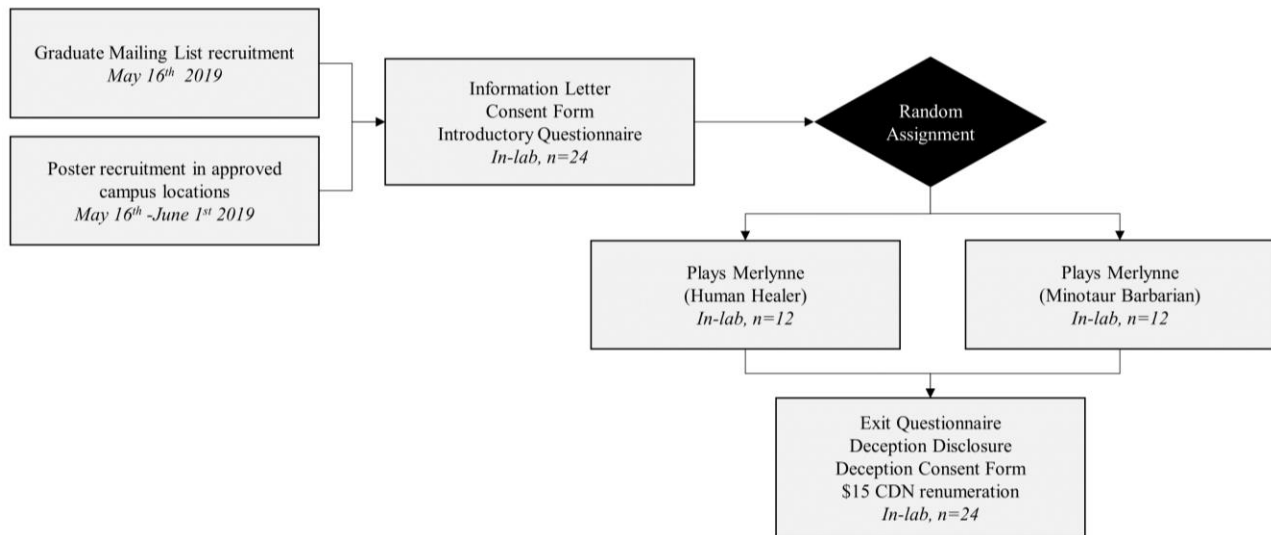 Graduate Mailing List recruitment
May 16th 2019
Poster recruitment in approved
campus locations
May 16th -June 1st 2019
Information Letter
Consent Form
Introductory Questionnaire
In-lab, n=24
Random
Assignment
Plays Merlynne
(Human Healer)
In-lab, n=12
Plays Merlynne
(Minotaur Barbarian)
In-lab, n=12
Exit Questionnaire
Deception Disclosure
Deception Consent Form
$15 CDN renumeration
In-lab, n=24